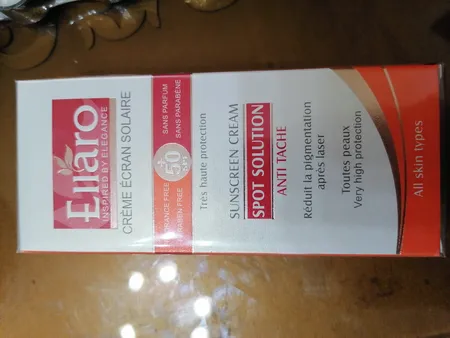 Ellaro
INSPIRED BY ELEGANCE
CRÈME ÉCRAN SOLAIRE
FRAGRANCE FREE
PARABEN FREE
50+
SPF
SANS PARFUM
SANS PARABÈNE
Très haute protection
SUNSCREEN CREAM
SPOT SOLUTION
ANTI TACHE
Réduit la pigmentation
après laser
Toutes peaux
Very high protection
All skin types